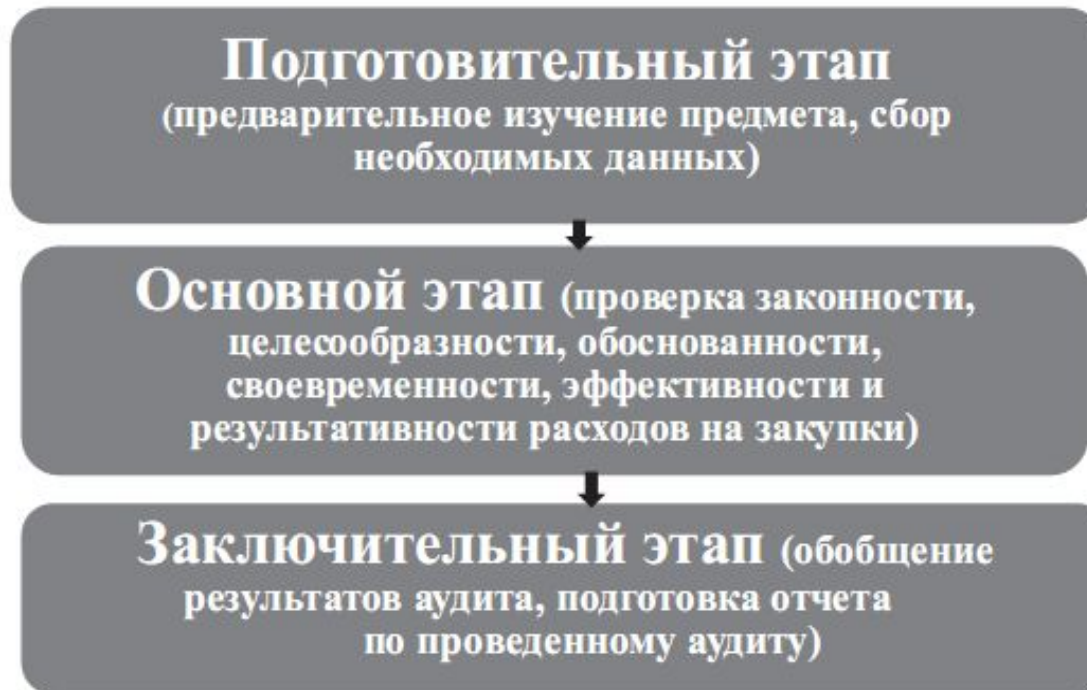 Подготовительный этап
(предварительное изучение предмета, сбор
необходимых данных)
Основной этап (проверка законности,
целесообразности, обоснованности,
своевременности, эффективности и
результативности расходов на закупки)
Заключительный этап (обобщение
результатов аудита, подготовка отчета
по проведенному аудиту)